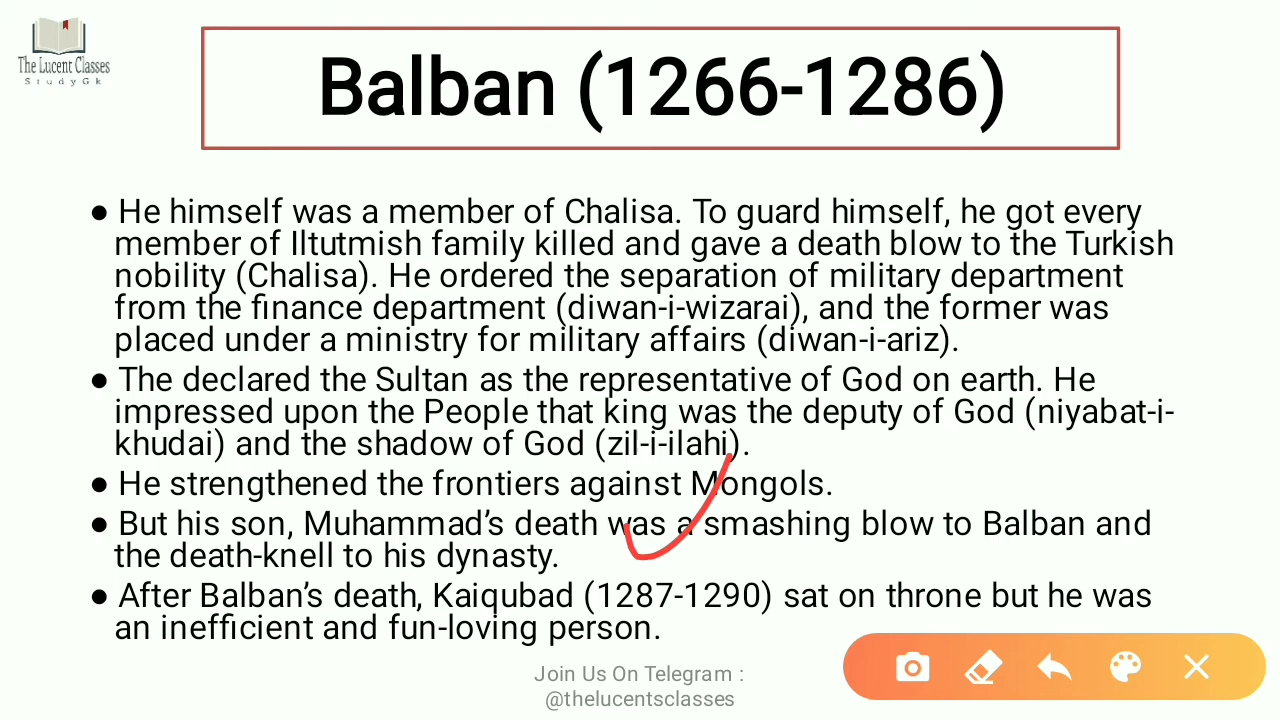 The Lucent Classes
StudyGk
Balban (1266-1286)
● He himself was a member of Chalisa. To guard himself, he got every
member of Iltutmish family killed and gave a death blow to the Turkish
nobility (Chalisa). He ordered the separation of military department
from the finance department (diwan-i-wizarai), and the former was
placed under a ministry for military affairs (diwan-i-ariz).
● The declared the Sultan as the representative of God on earth. He
impressed upon the People that king was the deputy of God (niyabat-i-
khudai) and the shadow of God (zil-i-ilahi).
● He strengthened the frontiers against Mongols.
● But his son, Muhammad’s death was a smashing blow to Balban and
the death-knell to his dynasty.
● After Balban’s death, Kaiqubad (1287-1290) sat on throne but he was
an inefficient and fun-loving person.
Join Us On Telegram :
@thelucentsclasses